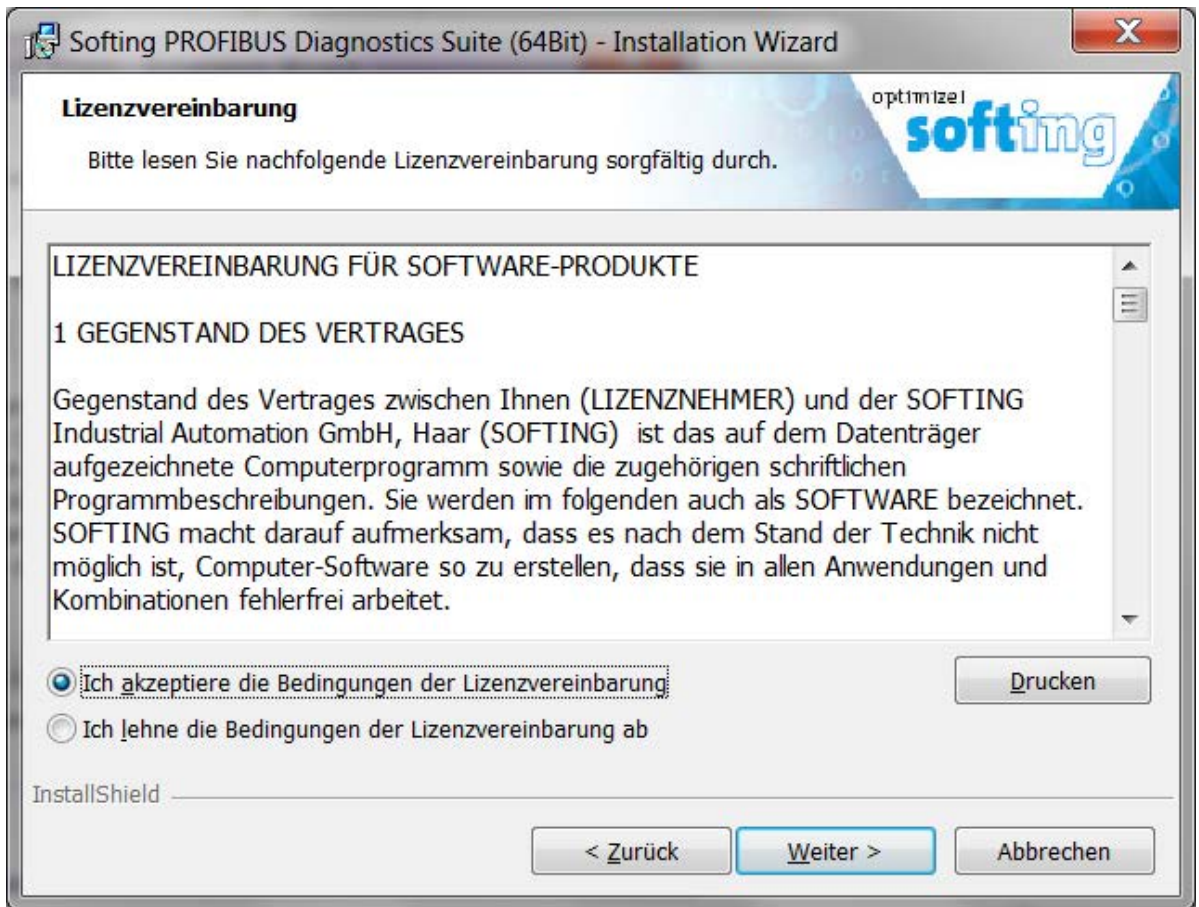 Softing PROFIBUS Diagnostics Suite (64Bit) - Installation Wizard
Lizenzvereinbarung
Bitte lesen Sie nachfolgende Lizenzvereinbarung sorgfältig durch.
optimize!
softing
LIZENZVEREINBARUNG FÜR SOFTWARE-PRODUKTE
1 GEGENSTAND DES VERTRAGES
Gegenstand des Vertrages zwischen Ihnen (LIZENZNEHMER) und der SOFTING
Industrial Automation GmbH, Haar (SOFTING)  ist das auf dem Datenträger
aufgezeichnete Computerprogramm sowie die zugehörigen schriftlichen
Programmbeschreibungen. Sie werden im folgenden auch als SOFTWARE bezeichnet.
SOFTING macht darauf aufmerksam, dass es nach dem Stand der Technik nicht
möglich ist, Computer-Software so zu erstellen, dass sie in allen Anwendungen und
Kombinationen fehlerfrei arbeitet.
Ich akzeptiere die Bedingungen der Lizenzvereinbarung
Drucken
Ich lehne die Bedingungen der Lizenzvereinbarung ab
InstallShield
< Zurück
Weiter >
Abbrechen